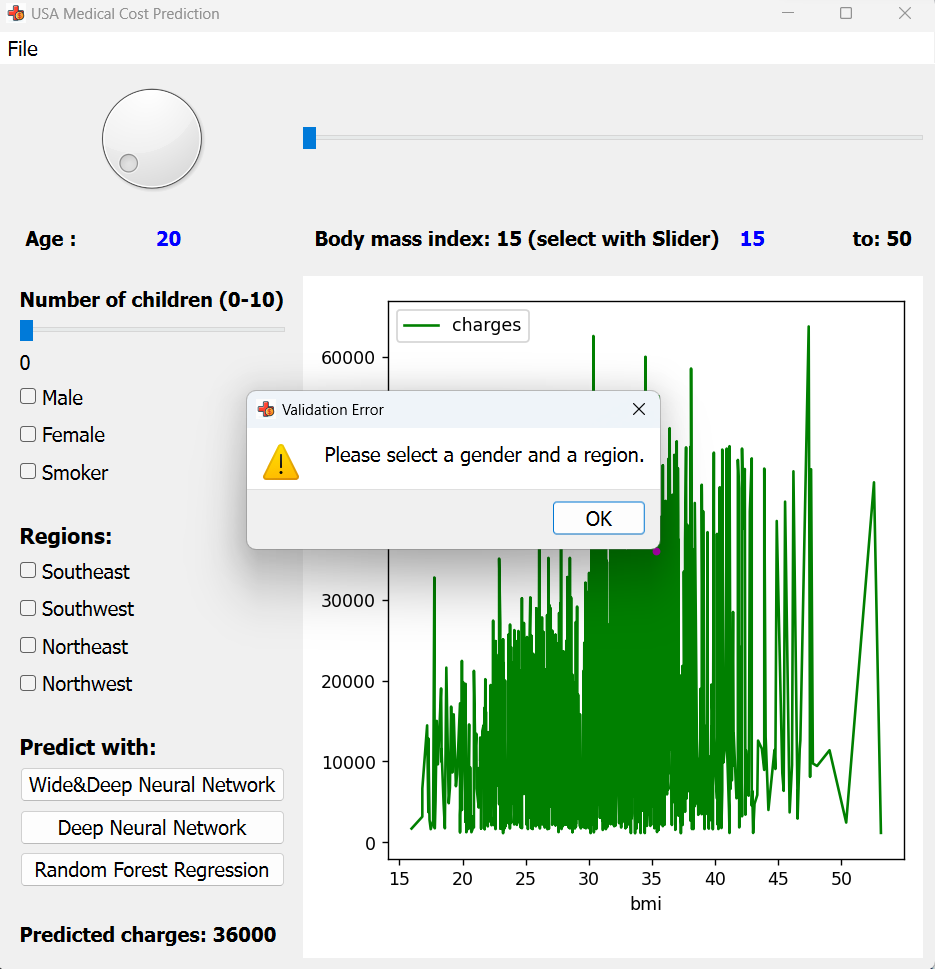 USA Medical Cost Prediction
File
Age : 20
Body mass index: 15 (select with Slider) 15 to: 50
Number of children (0-10)
0
Male
Female
Smoker
Regions:
Southeast
Southwest
Northeast
Northwest
Predict with:
Wide&Deep Neural Network
Deep Neural Network
Random Forest Regression
Predicted charges: 36000
charges
60000
30000
20000
10000
0
15 20 25 30 35 40 45 50
bmi
Validation Error
Please select a gender and a region.
OK